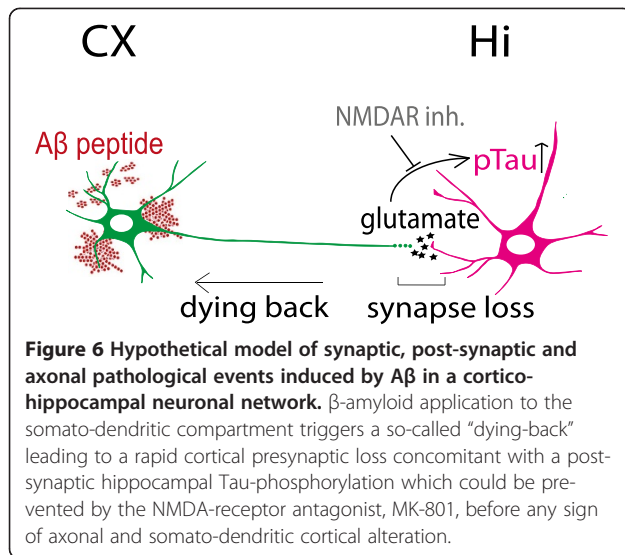 CX Hi
NMDAR inh.
Aβ peptide
pTau↑
glutamate
dying back
synapse loss
Figure 6 Hypothetical model of synaptic, post-synaptic and
axonal pathological events induced by Aβ in a cortico-
hippocampal neuronal network. β-amyloid application to the
somato-dendritic compartment triggers a so-called “dying-back”
leading to a rapid cortical presynaptic loss concomitant with a post-
synaptic hippocampal Tau-phosphorylation which could be pre-
vented by the NMDA-receptor antagonist, MK-801, before any sign
of axonal and somato-dendritic cortical alteration.